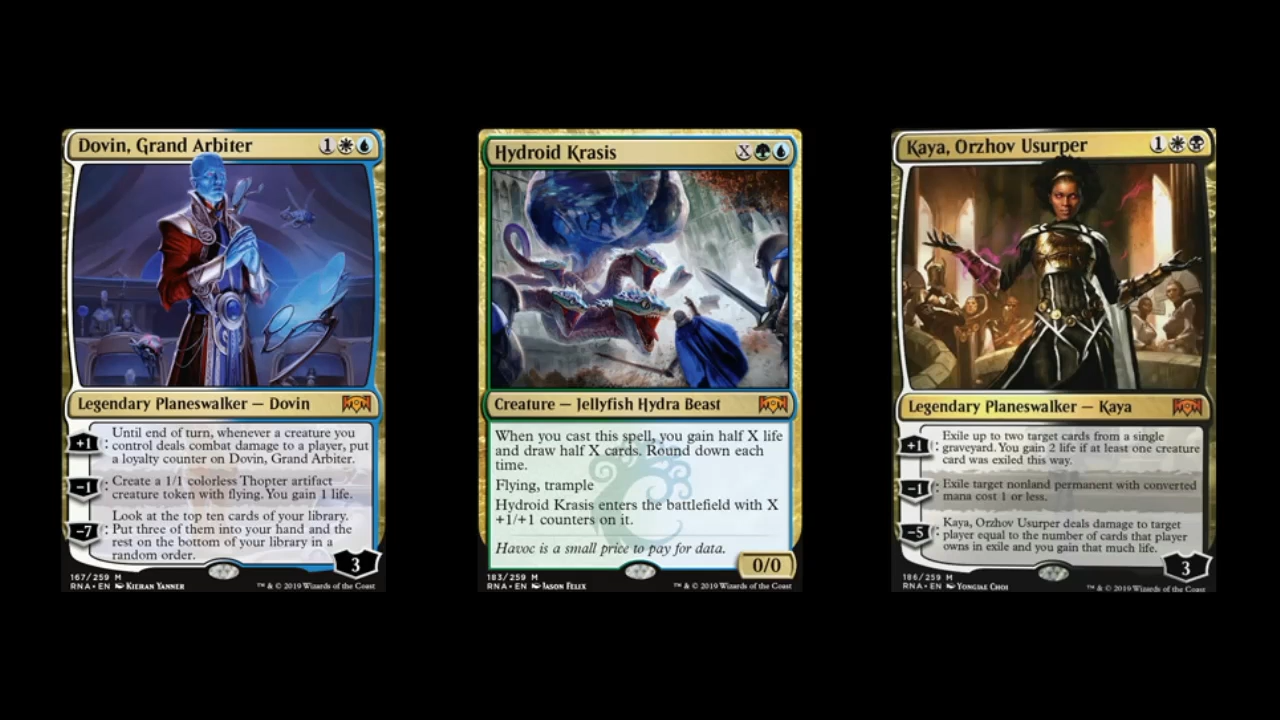 Dovin, Grand Arbiter 1
Legendary Planeswalker — Dovin
+1: Until end of turn, whenever a creature you
control deals combat damage to a player, put
a loyalty counter on Dovin, Grand Arbiter.
−1: Create a 1/1 colorless Thopter artifact
creature token with flying. You gain 1 life.
Look at the top ten cards of your library.
−7: Put three of them into your hand and the
rest on the bottom of your library in a
random order.
3
167/259 M
RNA • EN Kieran Yanner ™ & © 2019 Wizards of the Coast
Hydroid Krasis X
Creature — Jellyfish Hydra Beast
When you cast this spell, you gain half X life
and draw half X cards. Round down each
time.
Flying, trample
Hydroid Krasis enters the battlefield with X
+1/+1 counters on it.
Havoc is a small price to pay for data.
0/0
183/259 M
RNA • EN Jason Felix ™ & © 2019 Wizards of the Coast
Kaya, Orzhov Usurper 1
Legendary Planeswalker — Kaya
+1: Exile up to two target cards from a single
graveyard. You gain 2 life if at least one creature
card was exiled this way.
−1: Exile target nonland permanent with converted
mana cost 1 or less.
Kaya, Orzhov Usurper deals damage to target
−5: player equal to the number of cards that player
owns in exile and you gain that much life.
3
186/259 M
RNA • EN Yongjae Choi ™ & © 2019 Wizards of the Coast